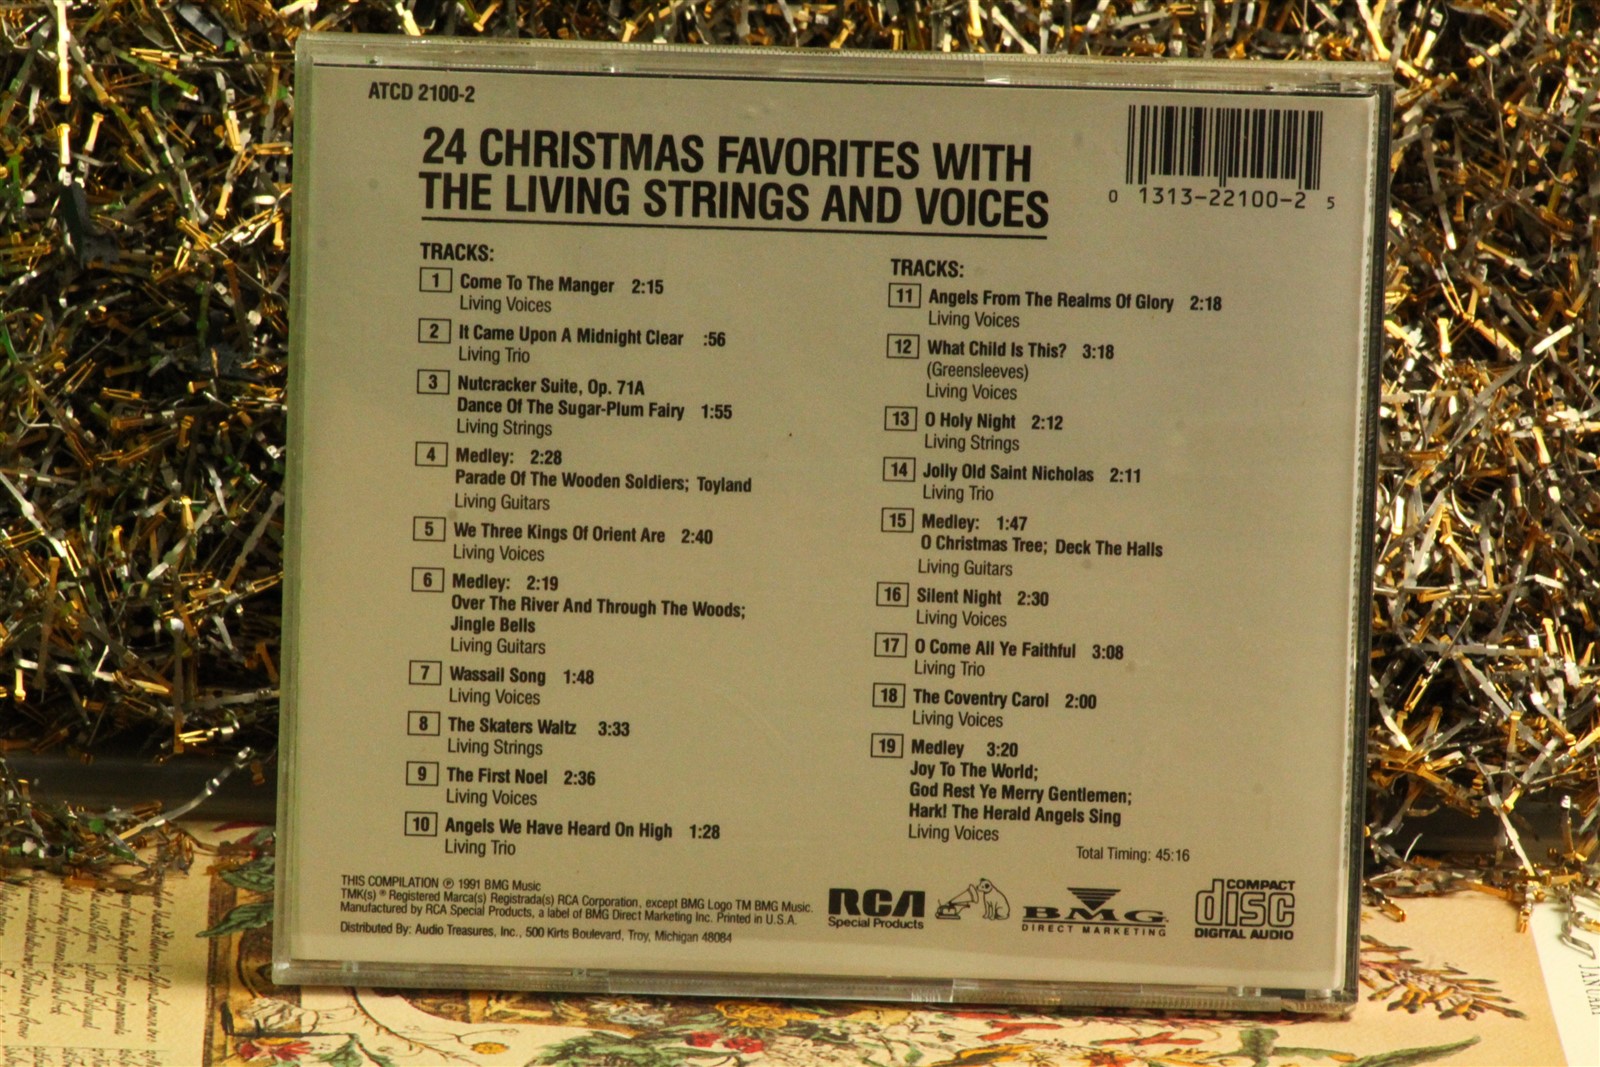 ATCD 2100-2
24 CHRISTMAS FAVORITES WITH
THE LIVING STRINGS AND VOICES
0 1313-22100-2 5
TRACKS:
1 Come To The Manger 2:15
Living Voices
2 It Came Upon A Midnight Clear :56
Living Trio
3 Nutcracker Suite, Op. 71A
Dance Of The Sugar-Plum Fairy 1:55
Living Strings
4 Medley: 2:28
Parade Of The Wooden Soldiers; Toyland
Living Guitars
5 We Three Kings Of Orient Are 2:40
Living Voices
6 Medley: 2:19
Over The River And Through The Woods;
Jingle Bells
Living Guitars
7 Wassail Song 1:48
Living Voices
8 The Skaters Waltz 3:33
Living Strings
9 The First Noel 2:36
Living Voices
10 Angels We Have Heard On High 1:28
Living Trio
TRACKS:
11 Angels From The Realms Of Glory 2:18
Living Voices
12 What Child Is This? 3:18
(Greensleeves)
Living Voices
13 O Holy Night 2:12
Living Strings
14 Jolly Old Saint Nicholas 2:11
Living Trio
15 Medley: 1:47
O Christmas Tree; Deck The Halls
Living Guitars
16 Silent Night 2:30
Living Voices
17 O Come All Ye Faithful 3:08
Living Trio
18 The Coventry Carol 2:00
Living Voices
19 Medley 3:20
Joy To The World;
God Rest Ye Merry Gentlemen;
Hark! The Herald Angels Sing
Living Voices
Total Timing: 45:16
THIS COMPILATION ℗ 1991 BMG Music
TMK(s) ® Registered Marca(s) Registrada(s) RCA Corporation, except BMG Logo TM BMG Music.
Manufactured by RCA Special Products, a label of BMG Direct Marketing Inc. Printed in U.S.A.
Distributed By: Audio Treasures, Inc., 500 Kirts Boulevard, Troy, Michigan 48084
RCA
Special Products
BMG
DIRECT MARKETING
COMPACT
disc
DIGITAL AUDIO
JANUARY